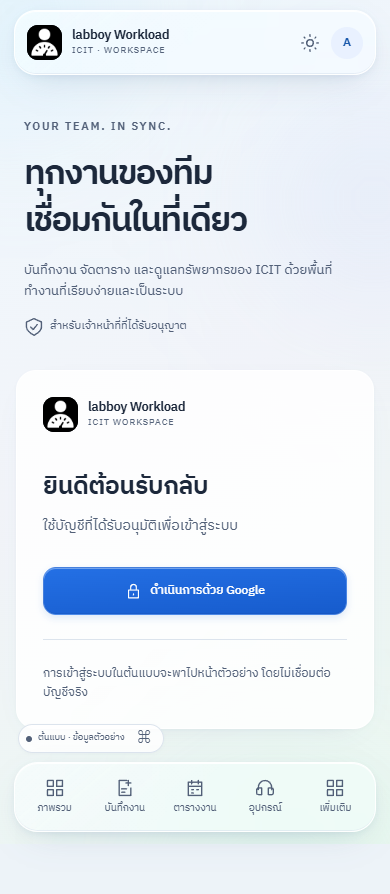 labboy Workload
ICIT · WORKSPACE
A
YOUR TEAM. IN SYNC.
ทุกงานของทีม
เชื่อมกันในที่เดียว
บันทึกงาน จัดตาราง และดูแลทรัพยากรของ ICIT ด้วยพื้นที่
ทำงานที่เรียบง่ายและเป็นระบบ
สำหรับเจ้าหน้าที่ที่ได้รับอนุญาต
labboy Workload
ICIT WORKSPACE
ยินดีต้อนรับกลับ
ใช้บัญชีที่ได้รับอนุมัติเพื่อเข้าสู่ระบบ
ดำเนินการด้วย Google
การเข้าสู่ระบบในต้นแบบจะพาไปหน้าตัวอย่าง โดยไม่เชื่อมต่อ
บัญชีจริง
ต้นแบบ · ข้อมูลตัวอย่าง ⌘
ภาพรวม บันทึกงาน ตารางงาน อุปกรณ์ เพิ่มเติม